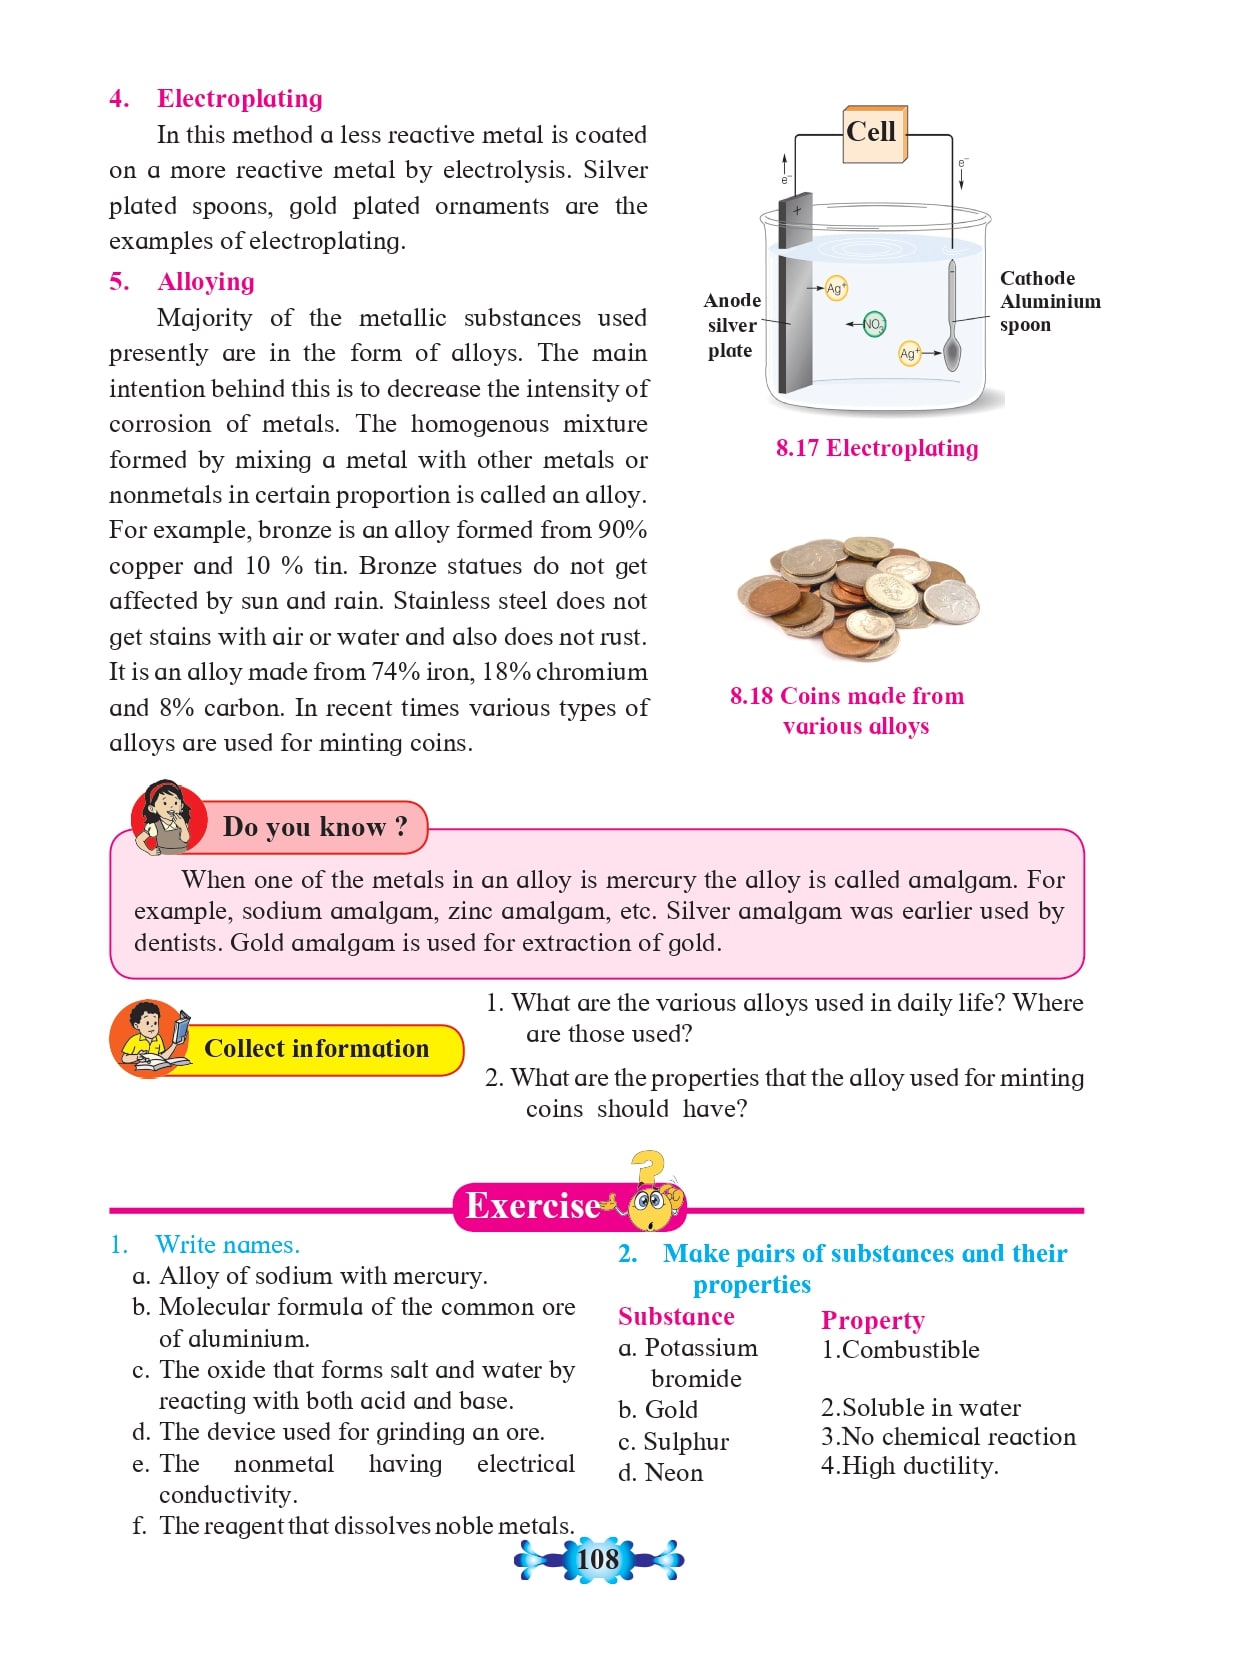 4. Electroplating
In this method a less reactive metal is coated
on a more reactive metal by electrolysis. Silver
plated spoons, gold plated ornaments are the
examples of electroplating.
5. Alloying
Majority of the metallic substances used
presently are in the form of alloys. The main
intention behind this is to decrease the intensity of
corrosion of metals. The homogenous mixture
formed by mixing a metal with other metals or
nonmetals in certain proportion is called an alloy.
For example, bronze is an alloy formed from 90%
copper and 10 % tin. Bronze statues do not get
affected by sun and rain. Stainless steel does not
get stains with air or water and also does not rust.
It is an alloy made from 74% iron, 18% chromium
and 8% carbon. In recent times various types of
alloys are used for minting coins.
Cell
e⁻
e⁻
+
-
Ag⁺
NO₃⁻
Ag⁺
Anode
silver
plate
Cathode
Aluminium
spoon
8.17 Electroplating
8.18 Coins made from
various alloys
Do you know ?
When one of the metals in an alloy is mercury the alloy is called amalgam. For
example, sodium amalgam, zinc amalgam, etc. Silver amalgam was earlier used by
dentists. Gold amalgam is used for extraction of gold.
Collect information
1. What are the various alloys used in daily life? Where
are those used?
2. What are the properties that the alloy used for minting
coins should have?
Exercise
1. Write names.
a. Alloy of sodium with mercury.
b. Molecular formula of the common ore
of aluminium.
c. The oxide that forms salt and water by
reacting with both acid and base.
d. The device used for grinding an ore.
e. The nonmetal having electrical
conductivity.
f. The reagent that dissolves noble metals.
2. Make pairs of substances and their
properties
Substance
a. Potassium
bromide
b. Gold
c. Sulphur
d. Neon
Property
1.Combustible
2.Soluble in water
3.No chemical reaction
4.High ductility.
108